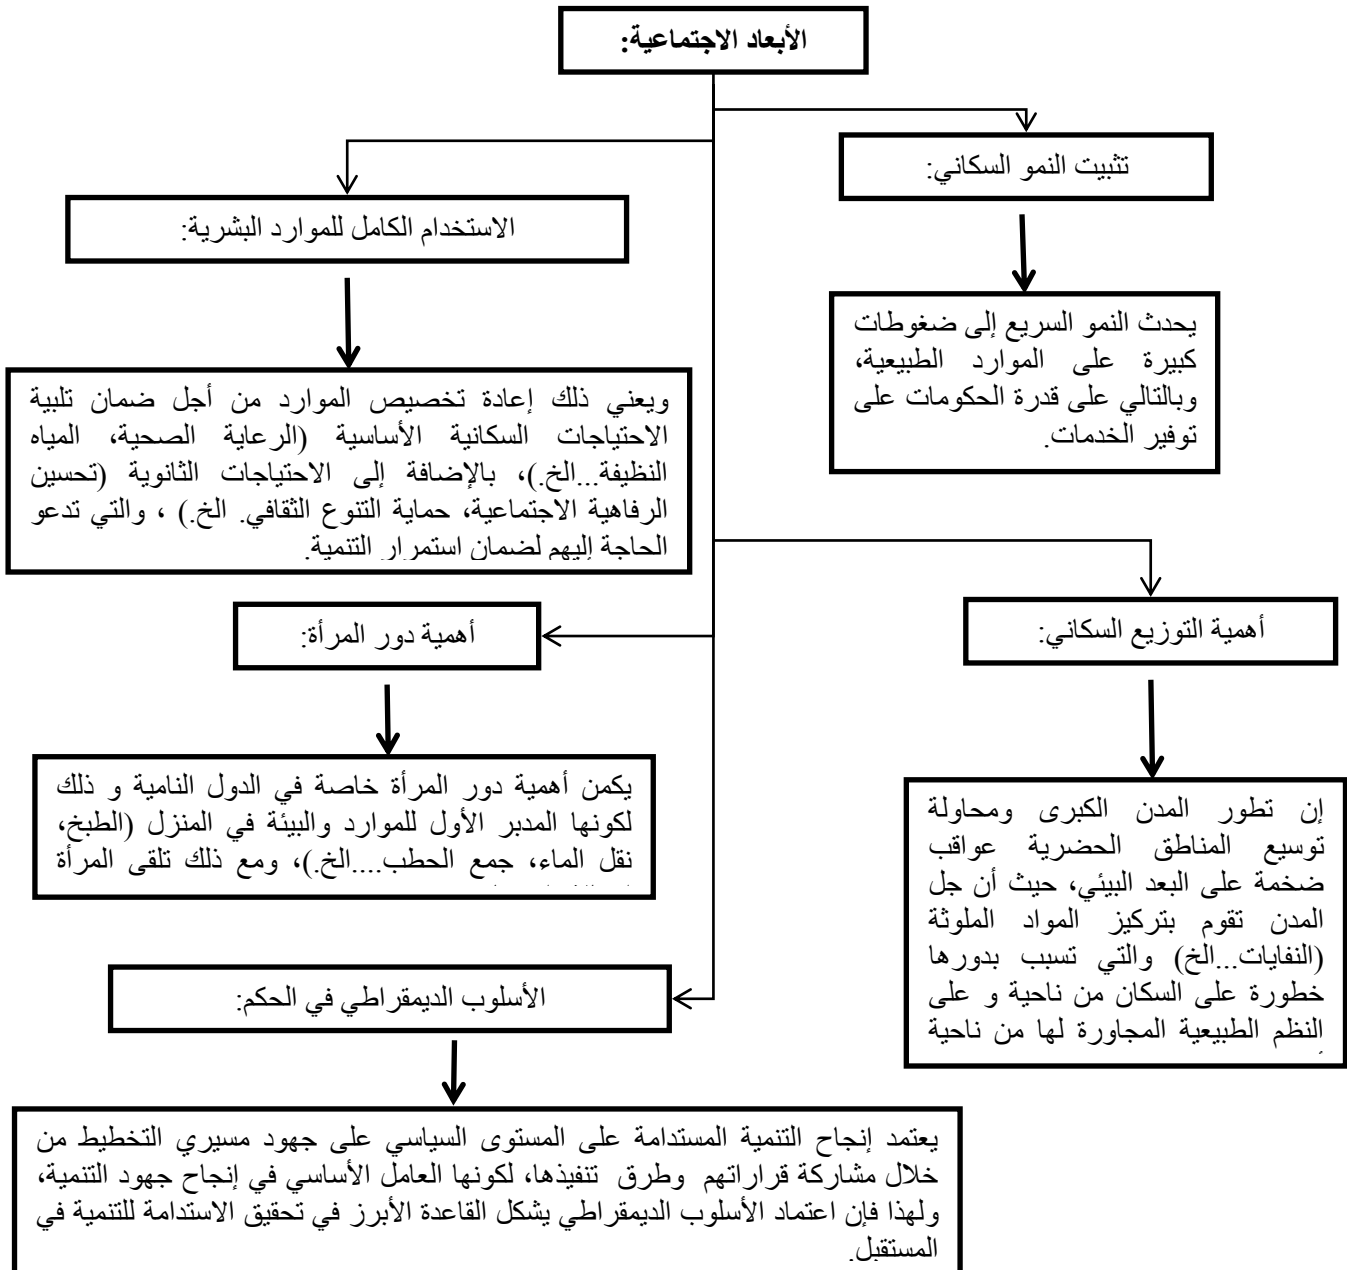 الأبعاد الاجتماعية:
تثبيت النمو السكاني:
يحدث النمو السريع إلى ضغوطات
كبيرة على الموارد الطبيعية،
وبالتالي على قدرة الحكومات على
توفير الخدمات.
الاستخدام الكامل للموارد البشرية:
ويعني ذلك إعادة تخصيص الموارد من أجل ضمان تلبية
الاحتياجات السكانية الأساسية (الرعاية الصحية، المياه
النظيفة...الخ.)، بالإضافة إلى الاحتياجات الثانوية (تحسين
الرفاهية الاجتماعية، حماية التنوع الثقافي. الخ.) ، والتي تدعو
الحاجة إليهم لضمان استمرار التنمية.
أهمية التوزيع السكاني:
إن تطور المدن الكبرى ومحاولة
توسيع المناطق الحضرية عواقب
ضخمة على البعد البيئي، حيث أن جل
المدن تقوم بتركيز المواد الملوثة
(النفايات...الخ) والتي تسبب بدورها
خطورة على السكان من ناحية و على
النظم الطبيعية المجاورة لها من ناحية
أهمية دور المرأة:
يكمن أهمية دور المرأة خاصة في الدول النامية و ذلك
لكونها المدبر الأول للموارد والبيئة في المنزل (الطبخ،
نقل الماء، جمع الحطب....الخ.)، ومع ذلك تلقى المرأة
الأسلوب الديمقراطي في الحكم:
يعتمد إنجاح التنمية المستدامة على المستوى السياسي على جهود مسيري التخطيط من
خلال مشاركة قراراتهم وطرق تنفيذها، لكونها العامل الأساسي في إنجاح جهود التنمية،
ولهذا فإن اعتماد الأسلوب الديمقراطي يشكل القاعدة الأبرز في تحقيق الاستدامة للتنمية في
المستقبل.